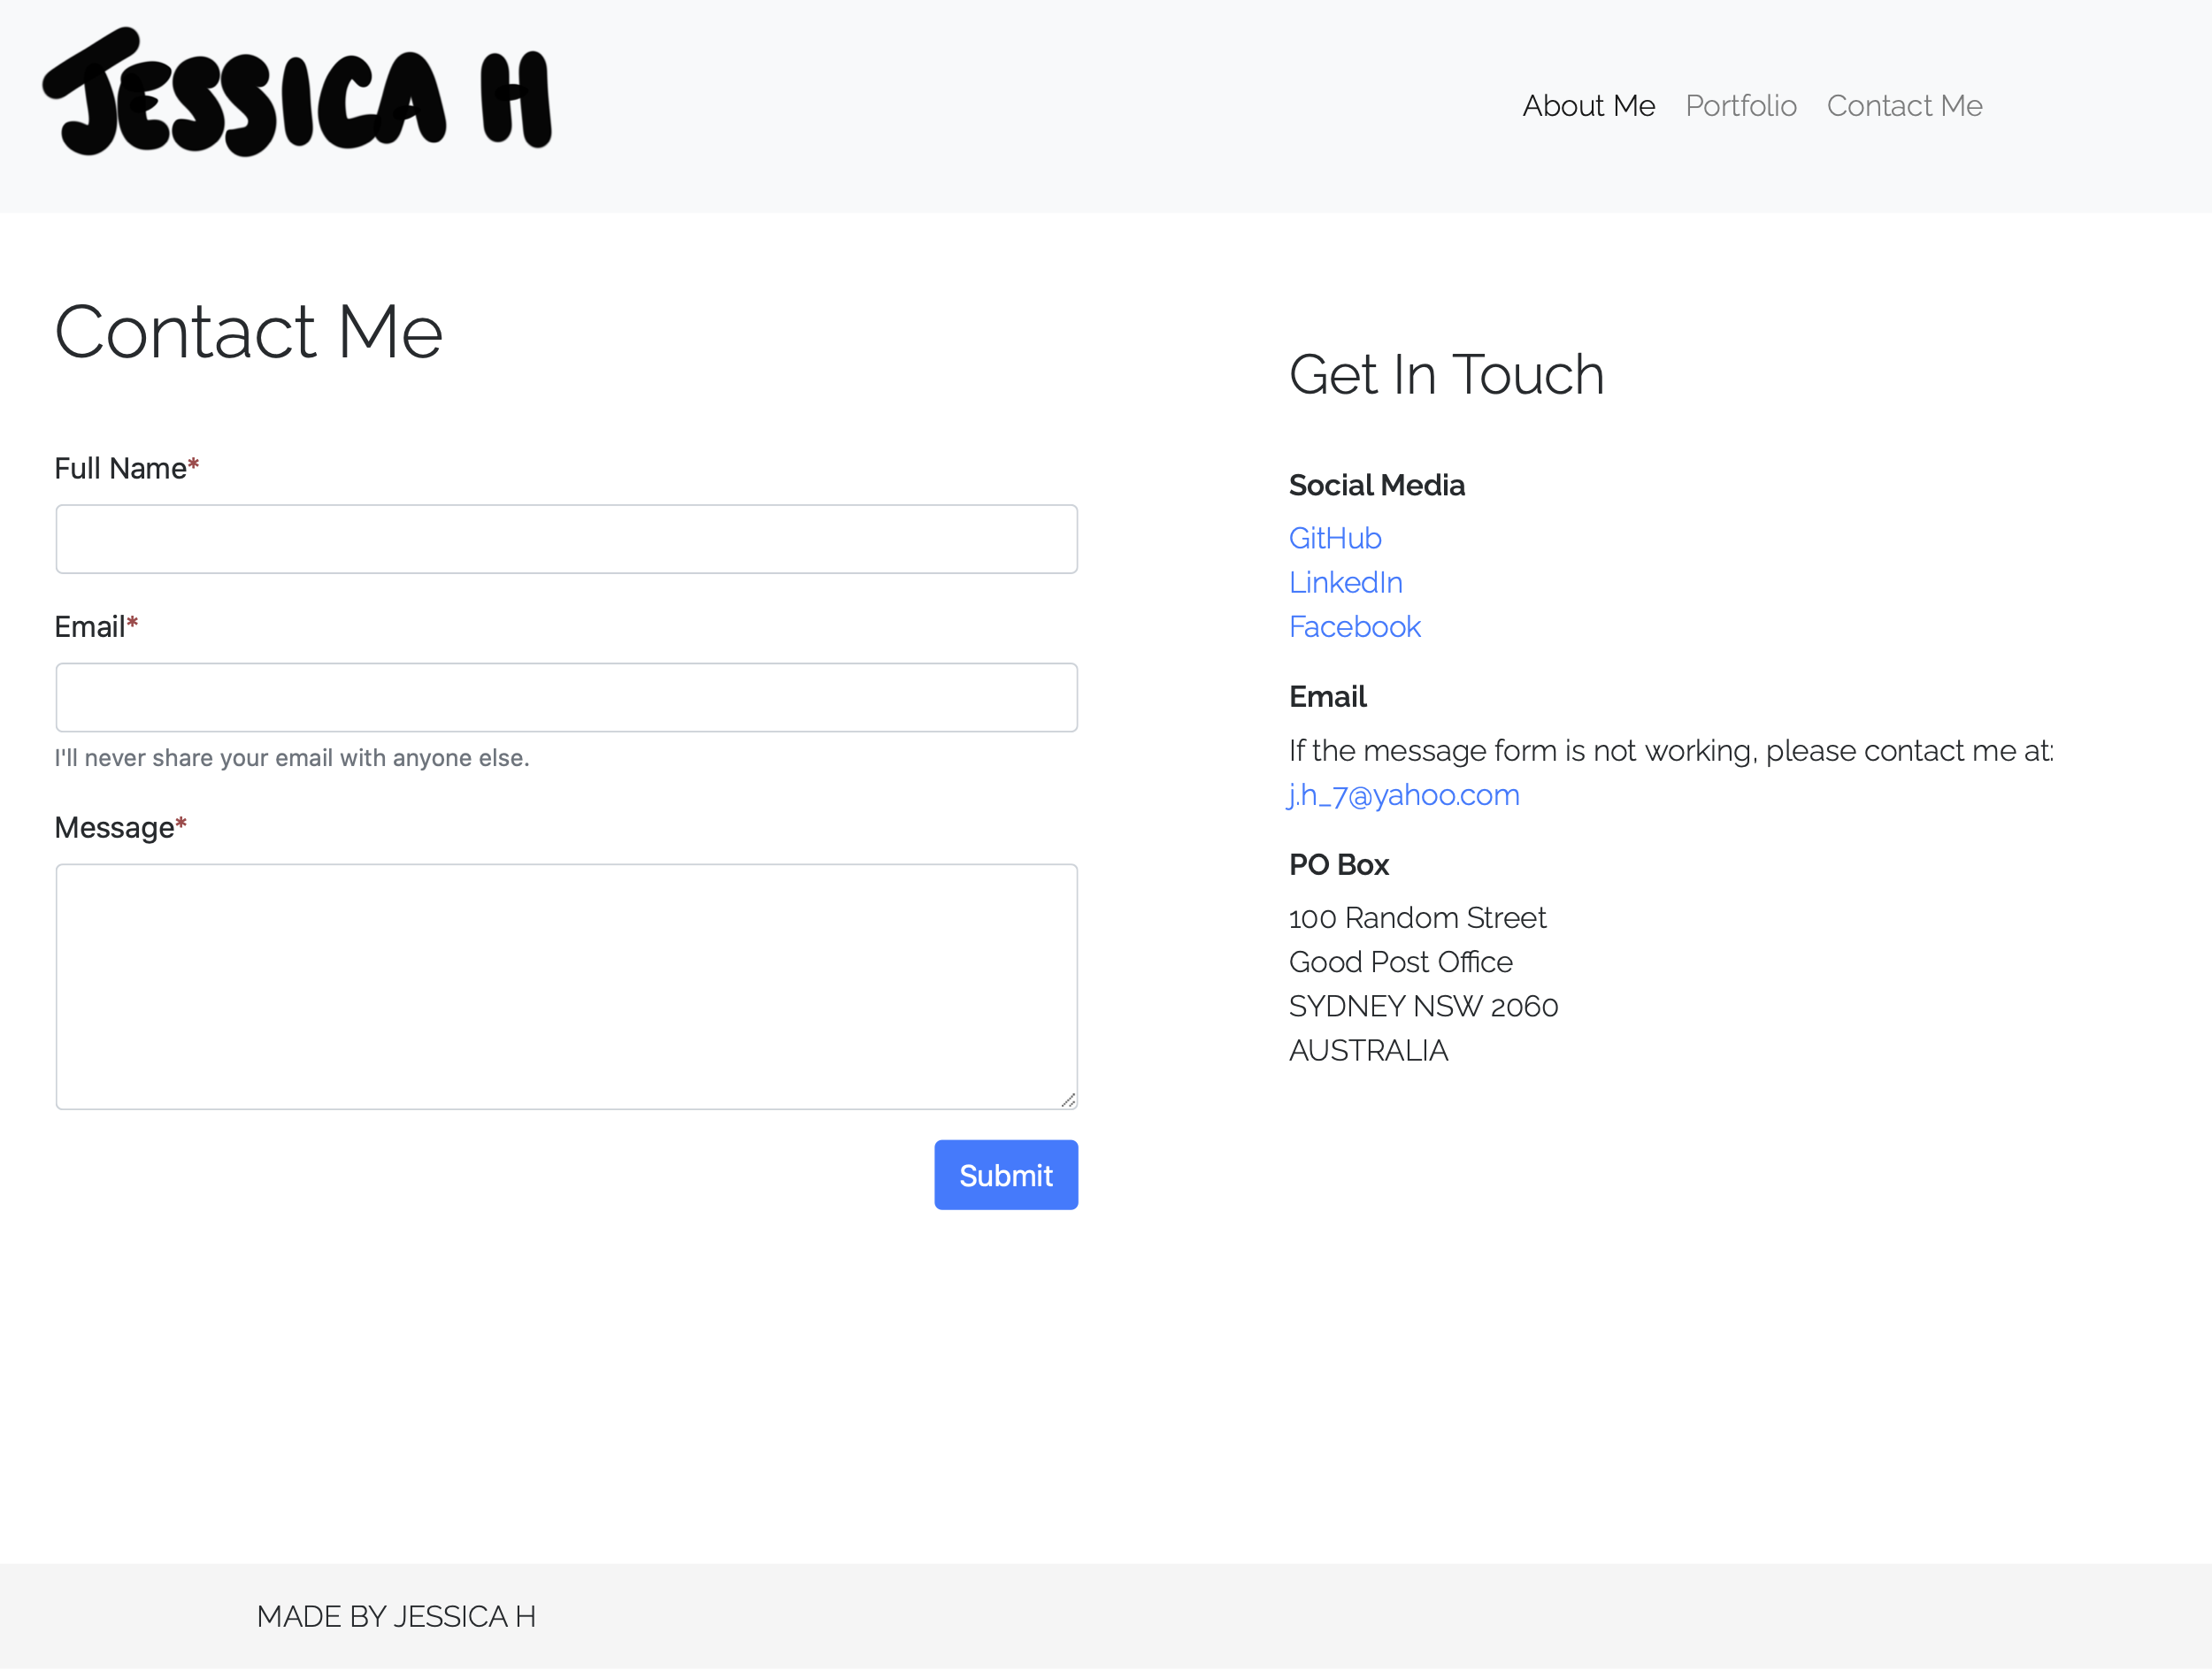 JESSICA H
About Me Portfolio Contact Me
Contact Me
Full Name*
Email*
I'll never share your email with anyone else.
Message*
Submit
Get In Touch
Social Media
GitHub
LinkedIn
Facebook
Email
If the message form is not working, please contact me at:
j.h_7@yahoo.com
PO Box
100 Random Street
Good Post Office
SYDNEY NSW 2060
AUSTRALIA
MADE BY JESSICA H